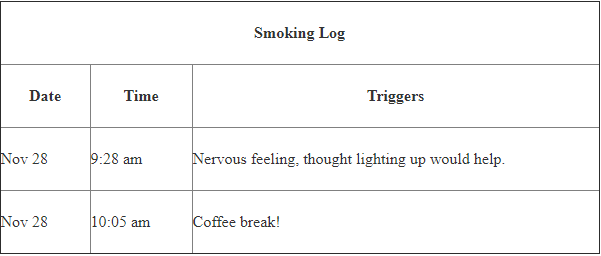 Smoking Log
Date Time Triggers
Nov 28 9:28 am Nervous feeling, thought lighting up would help.
Nov 28 10:05 am Coffee break!